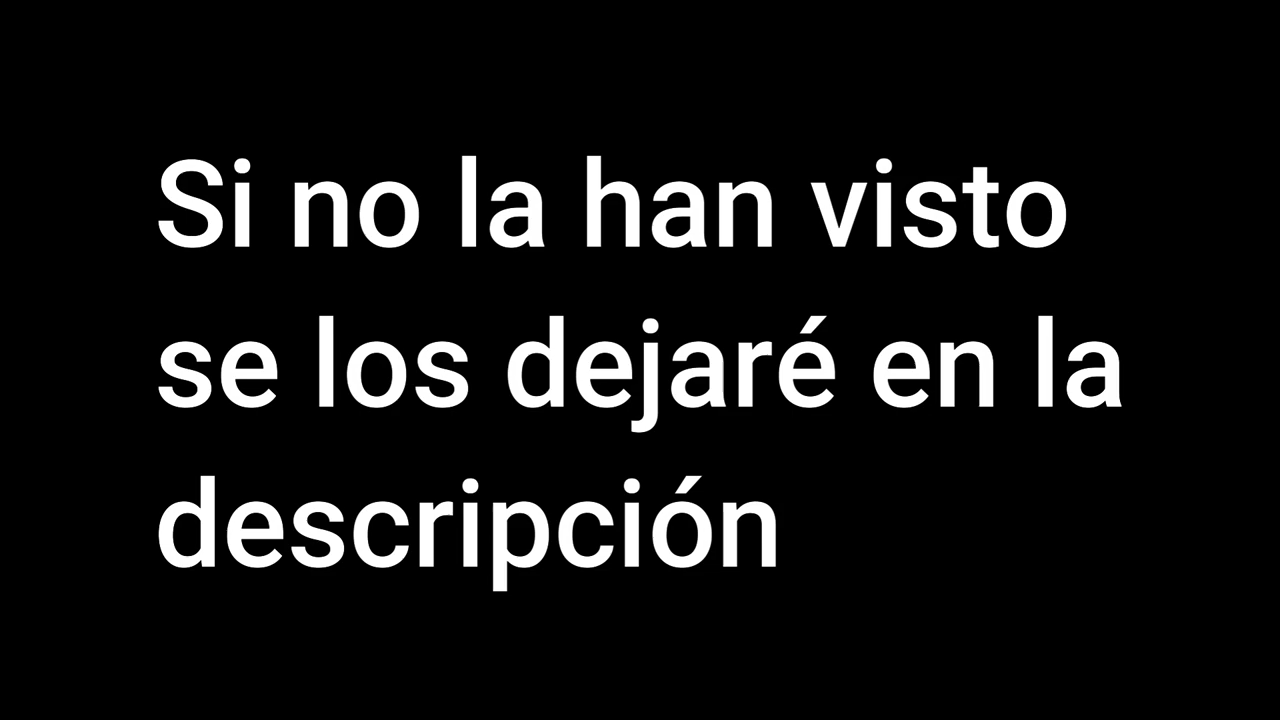 Si no la han visto
se los dejaré en la
descripción